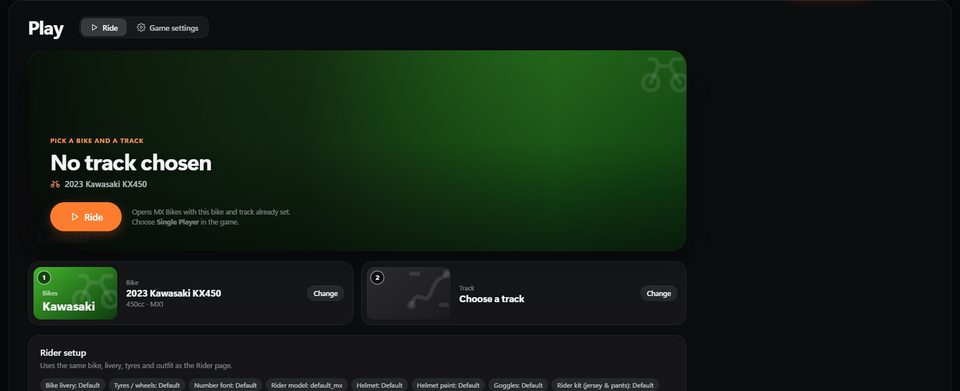 Play
Ride
Game settings
PICK A BIKE AND A TRACK
No track chosen
2023 Kawasaki KX450
Ride
Opens MX Bikes with this bike and track already set.
Choose Single Player in the game.
1
Bikes
Kawasaki
Bike
2023 Kawasaki KX450
450cc · MX1
Change
2
Track
Choose a track
Change
Rider setup
Uses the same bike, livery, tyres and outfit as the Rider page.
Bike livery: Default
Tyres / wheels: Default
Number font: Default
Rider model: default_mx
Helmet: Default
Helmet paint: Default
Goggles: Default
Rider kit (jersey & pants): Default